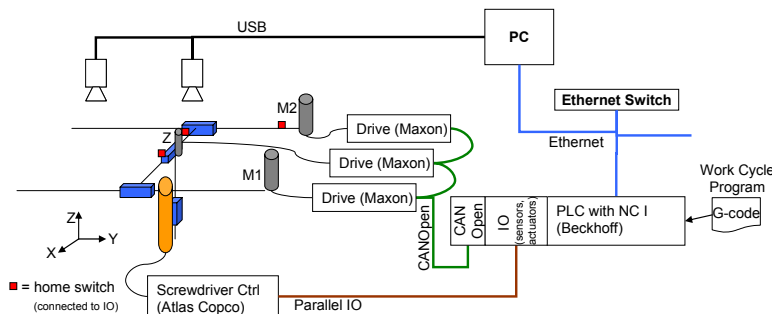 USB
PC
M2
Ethernet Switch
Z
Drive (Maxon)
Ethernet
M1
Drive (Maxon)
Work Cycle
Program
Drive (Maxon)
CANOpen
CAN
Open
IO
(sensors,
actuators)
PLC with NC I
(Beckhoff)
G-code
Z
Y
X
= home switch
(connected to IO)
Screwdriver Ctrl
(Atlas Copco)
Parallel IO